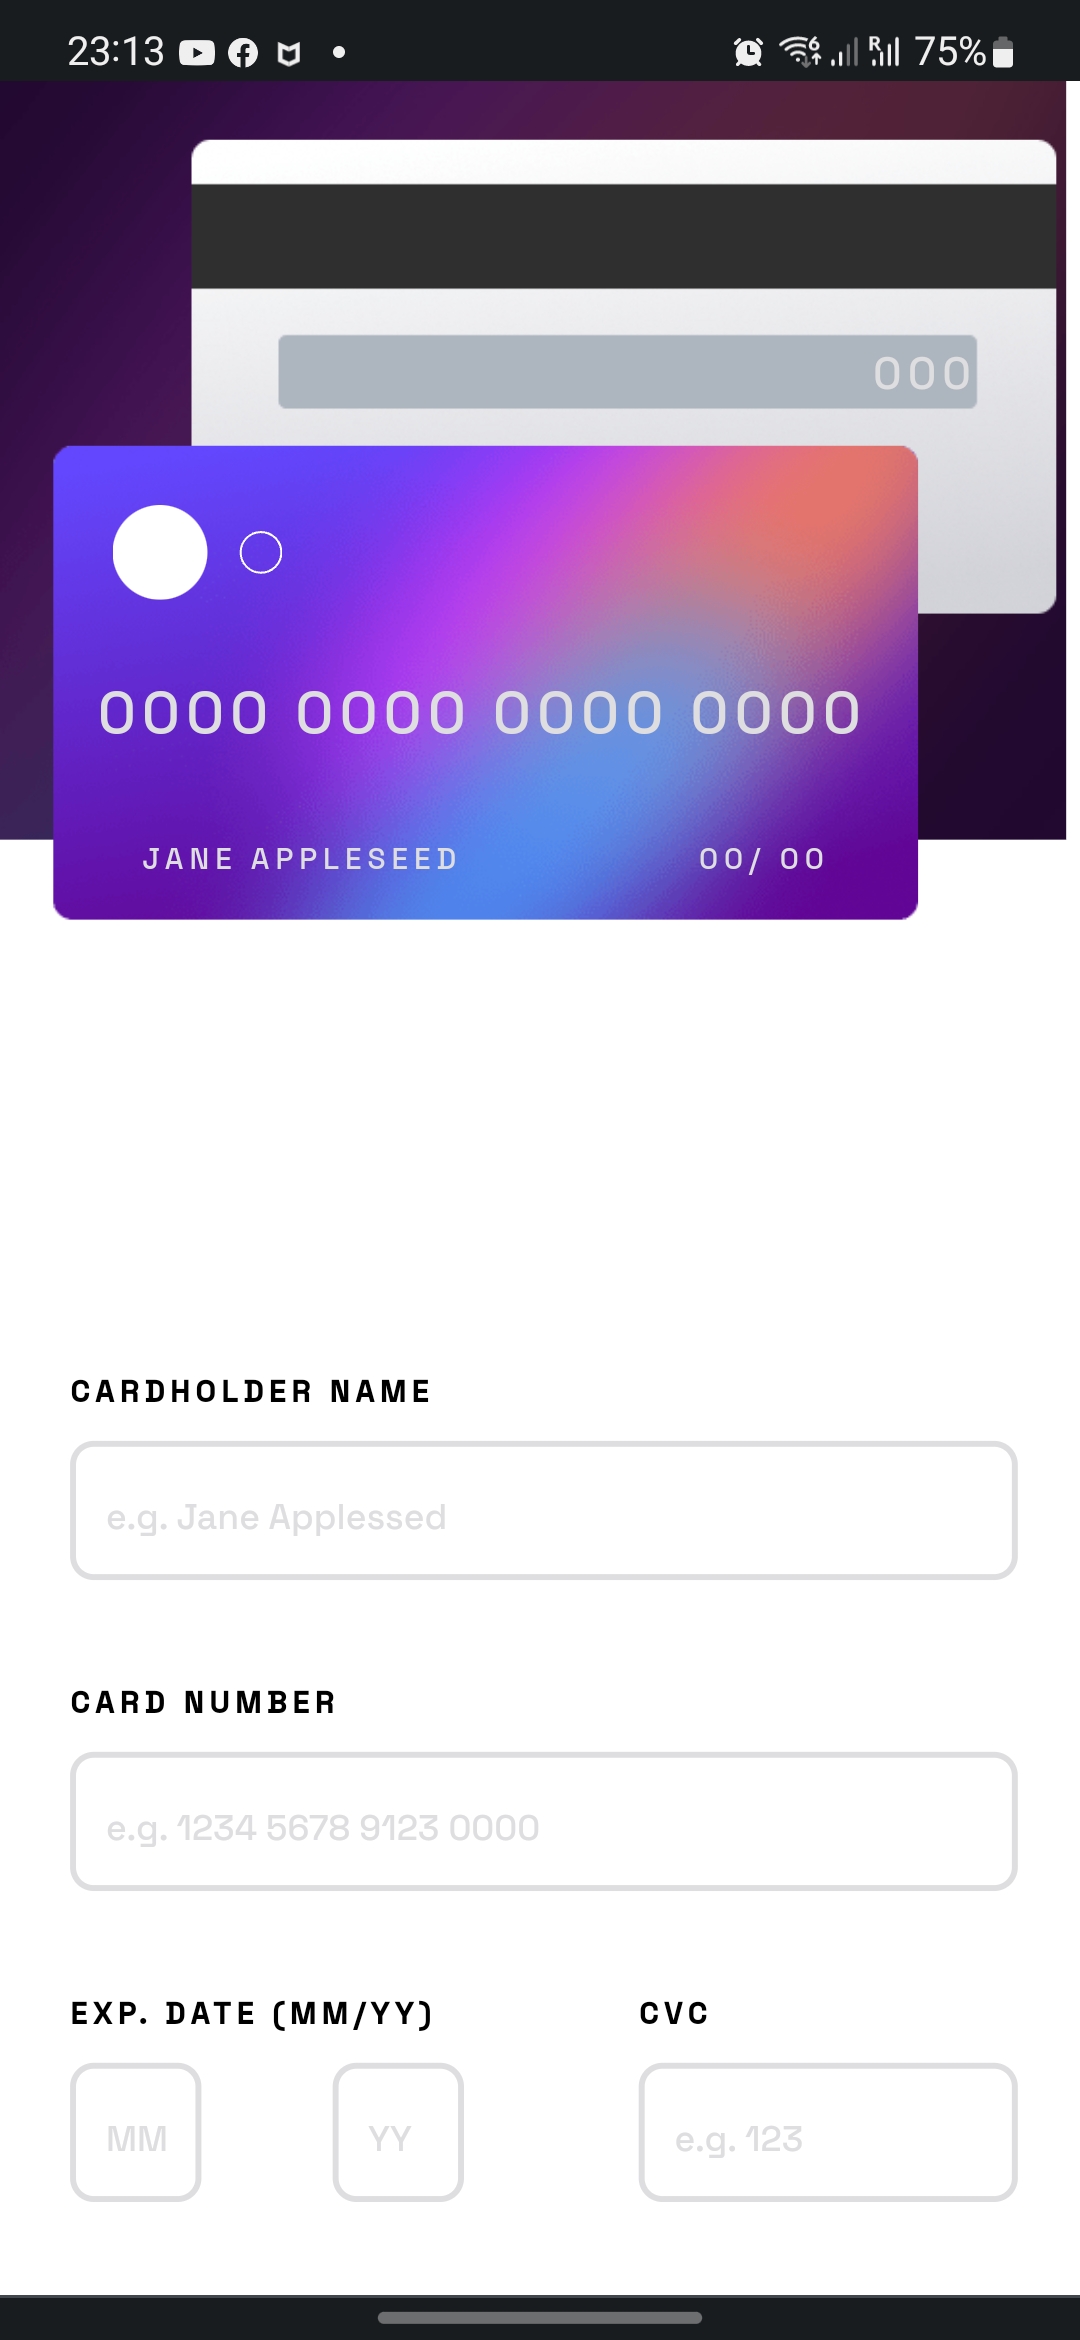 23:13 6 R 75%
000
0000 0000 0000 0000
JANE APPLESEED 00/ 00
CARDHOLDER NAME
e.g. Jane Applessed
CARD NUMBER
e.g. 1234 5678 9123 0000
EXP. DATE (MM/YY) CVC
MM YY e.g. 123